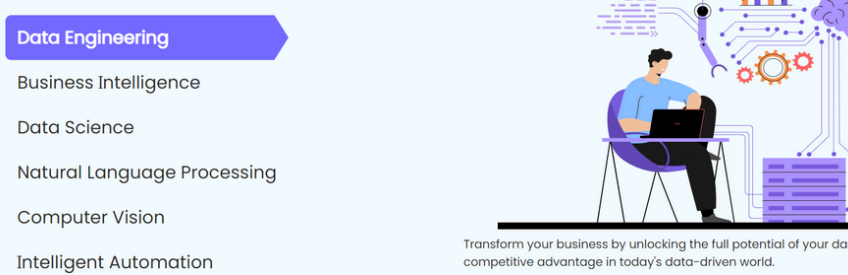 Data Engineering
Business Intelligence
Data Science
Natural Language Processing
Computer Vision
Intelligent Automation
Transform your business by unlocking the full potential of your da
competitive advantage in today's data-driven world.